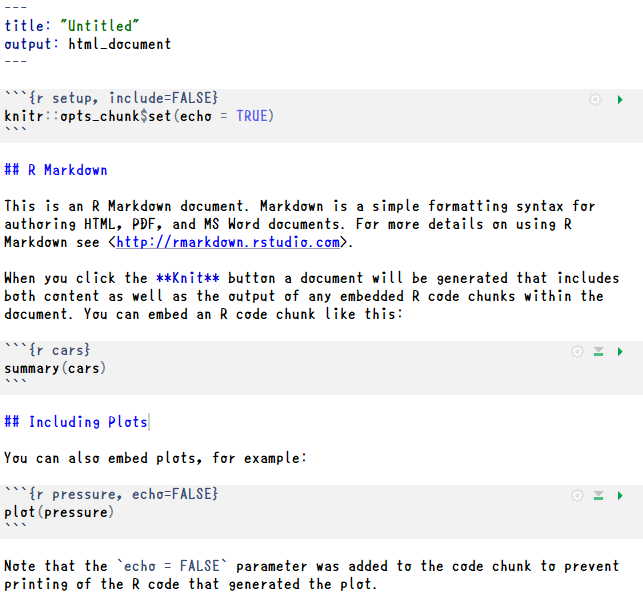 ---
title: "Untitled"
output: html_document
---
```{r setup, include=FALSE}
knitr::opts_chunk$set(echo = TRUE)
```
## R Markdown
This is an R Markdown document. Markdown is a simple formatting syntax for
authoring HTML, PDF, and MS Word documents. For more details on using R
Markdown see <http://rmarkdown.rstudio.com>.
When you click the **Knit** button a document will be generated that includes
both content as well as the output of any embedded R code chunks within the
document. You can embed an R code chunk like this:
```{r cars}
summary(cars)
```
## Including Plots
You can also embed plots, for example:
```{r pressure, echo=FALSE}
plot(pressure)
```
Note that the `echo = FALSE` parameter was added to the code chunk to prevent
printing of the R code that generated the plot.